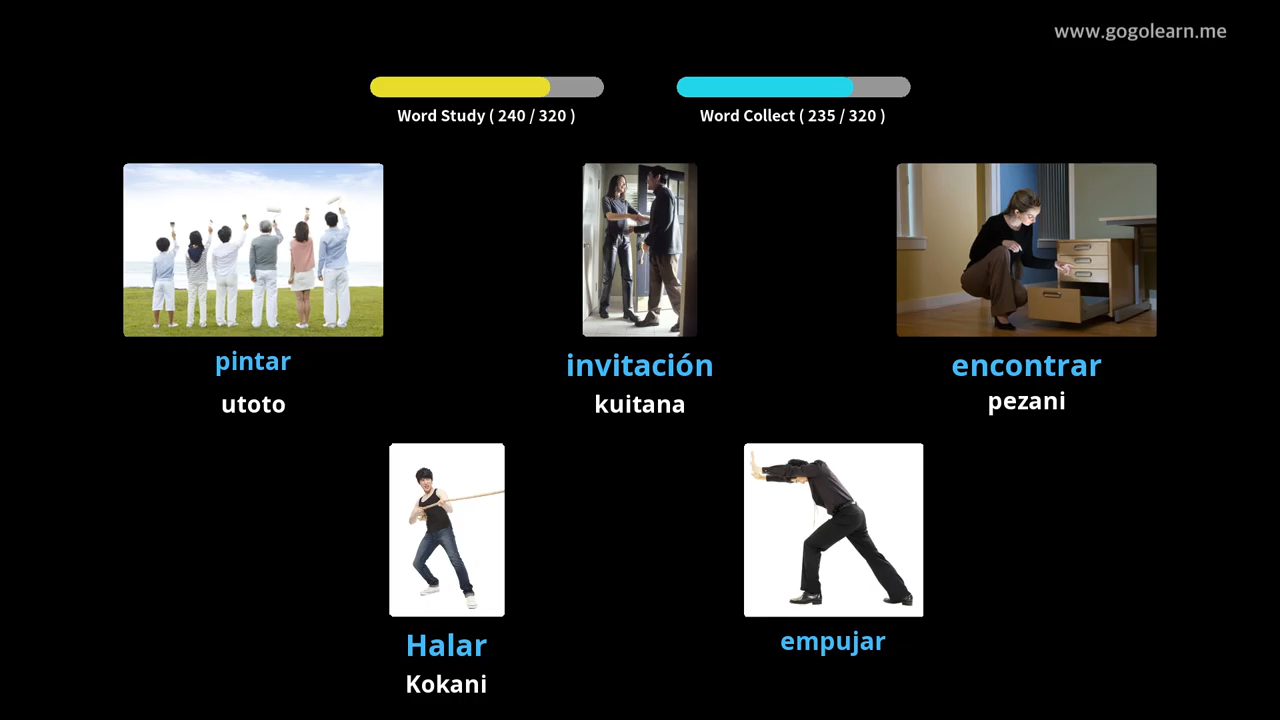 www.gogolearn.me
Word Study ( 240 / 320 )
Word Collect ( 235 / 320 )
pintar
utoto
invitación
kuitana
encontrar
pezani
Halar
Kokani
empujar